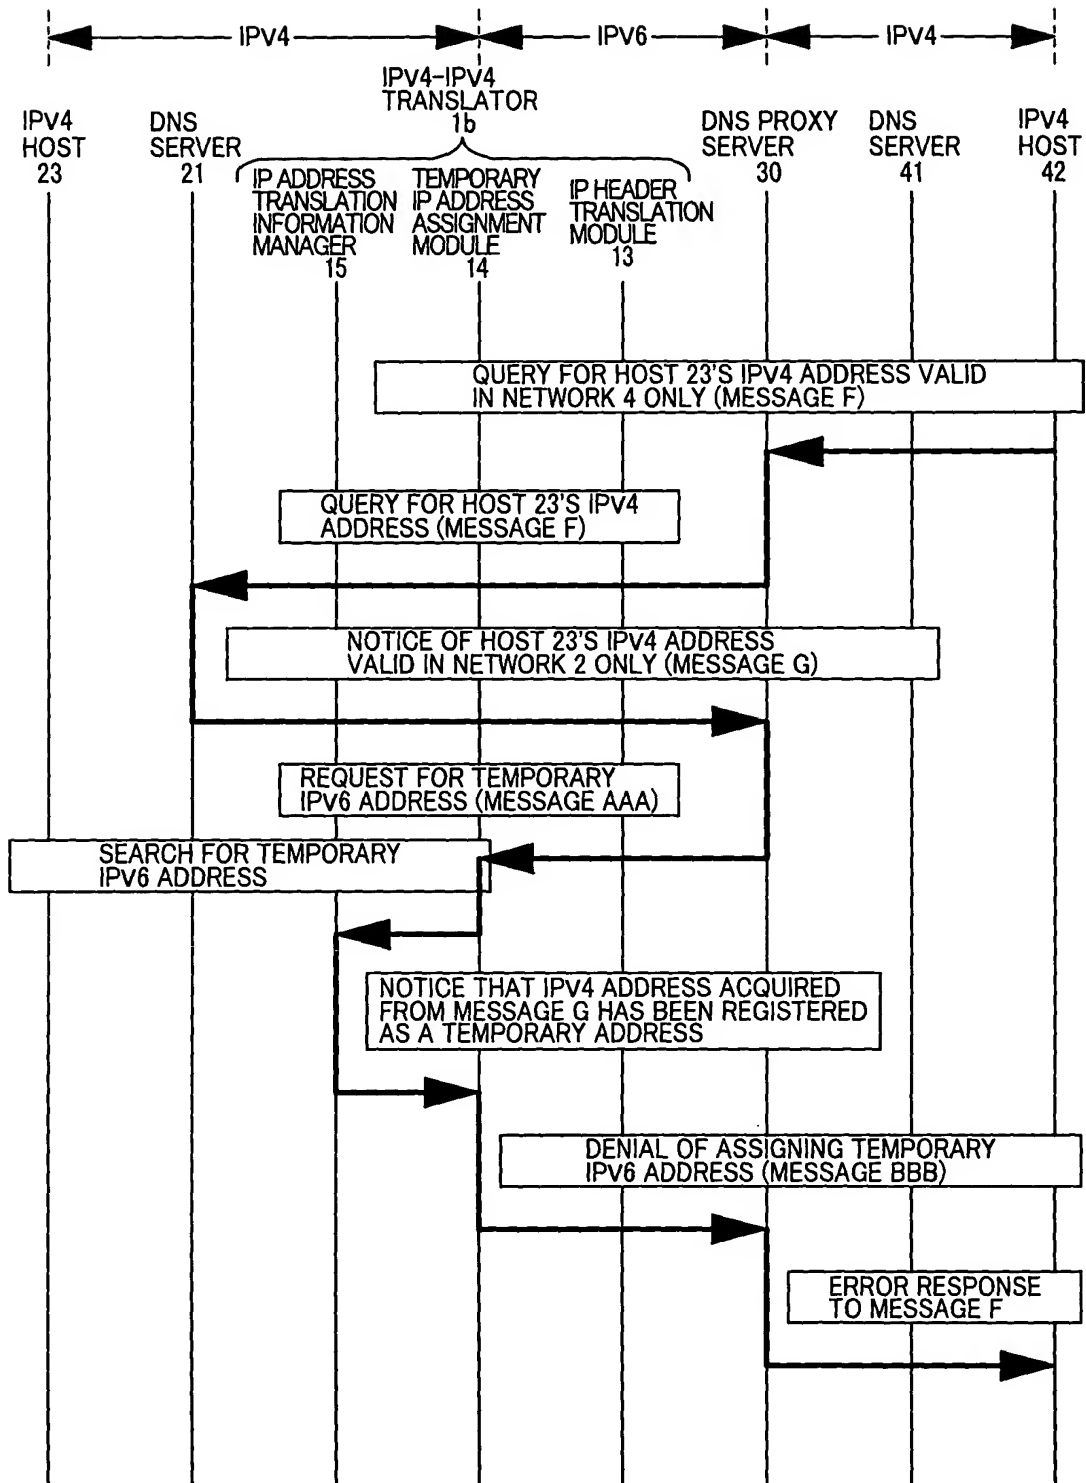 IPV4
IPV6
IPV4
IPV4-IPV4
TRANSLATOR
1b
IPV4
HOST
23
DNS
SERVER
21
IP ADDRESS
TRANSLATION
INFORMATION
MANAGER
15
TEMPORARY
IP ADDRESS
ASSIGNMENT
MODULE
14
IP HEADER
TRANSLATION
MODULE
13
DNS PROXY
SERVER
30
DNS
SERVER
41
IPV4
HOST
42
QUERY FOR HOST 23'S IPV4 ADDRESS VALID
IN NETWORK 4 ONLY (MESSAGE F)
QUERY FOR HOST 23'S IPV4
ADDRESS (MESSAGE F)
NOTICE OF HOST 23'S IPV4 ADDRESS
VALID IN NETWORK 2 ONLY (MESSAGE G)
REQUEST FOR TEMPORARY
IPV6 ADDRESS (MESSAGE AAA)
SEARCH FOR TEMPORARY
IPV6 ADDRESS
NOTICE THAT IPV4 ADDRESS ACQUIRED
FROM MESSAGE G HAS BEEN REGISTERED
AS A TEMPORARY ADDRESS
DENIAL OF ASSIGNING TEMPORARY
IPV6 ADDRESS (MESSAGE BBB)
ERROR RESPONSE
TO MESSAGE F